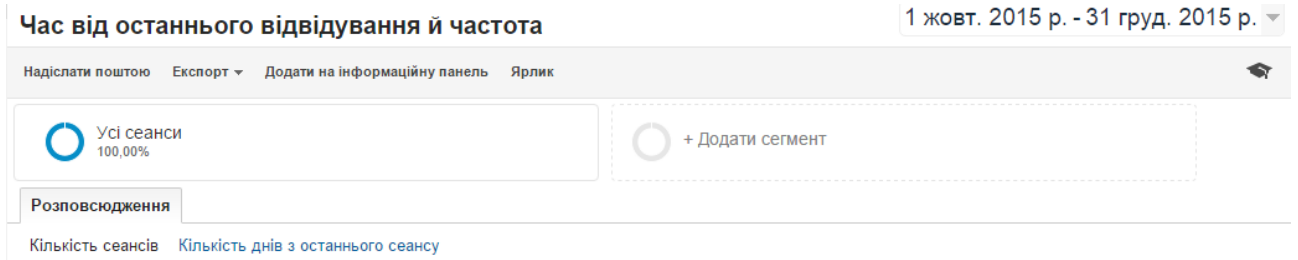 Час від останнього відвідування й частота
1 жовт. 2015 р. - 31 груд. 2015 р.
Надіслати поштою Експорт Додати на інформаційну панель Ярлик
Усі сеанси
100,00%
+ Додати сегмент
Розповсюдження
Кількість сеансів Кількість днів з останнього сеансу